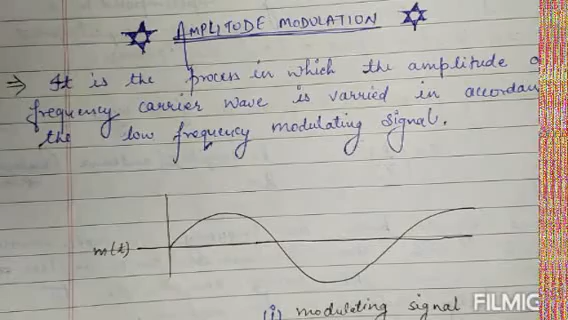 AMPLITUDE MODULATION
⇒ It is the process in which the amplitude
frequency carrier wave is varried in accordan
the low frequency modulating signal.
m(t)
(i) modulating signal
FILMIG